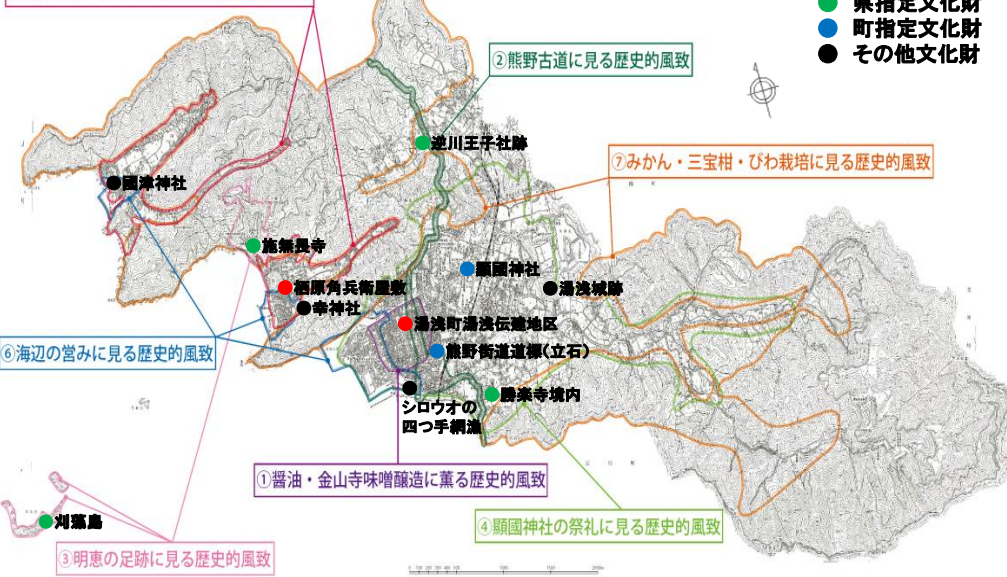 県指定文化財
町指定文化財
その他文化財
②熊野古道に見る歴史的風致
逆川王子社跡
⑦みかん・三宝柑・びわ栽培に見る歴史的風致
國津神社
施無畏寺
顯國神社
栖原角兵衛屋敷
湯浅城跡
幸神社
湯浅町湯浅伝建地区
⑥海辺の営みに見る歴史的風致
熊野街道道標(立石)
勝楽寺境内
シロウオの
四つ手網漁
①醤油・金山寺味噌醸造に薫る歴史的風致
刈藻島
④顯國神社の祭礼に見る歴史的風致
③明恵の足跡に見る歴史的風致